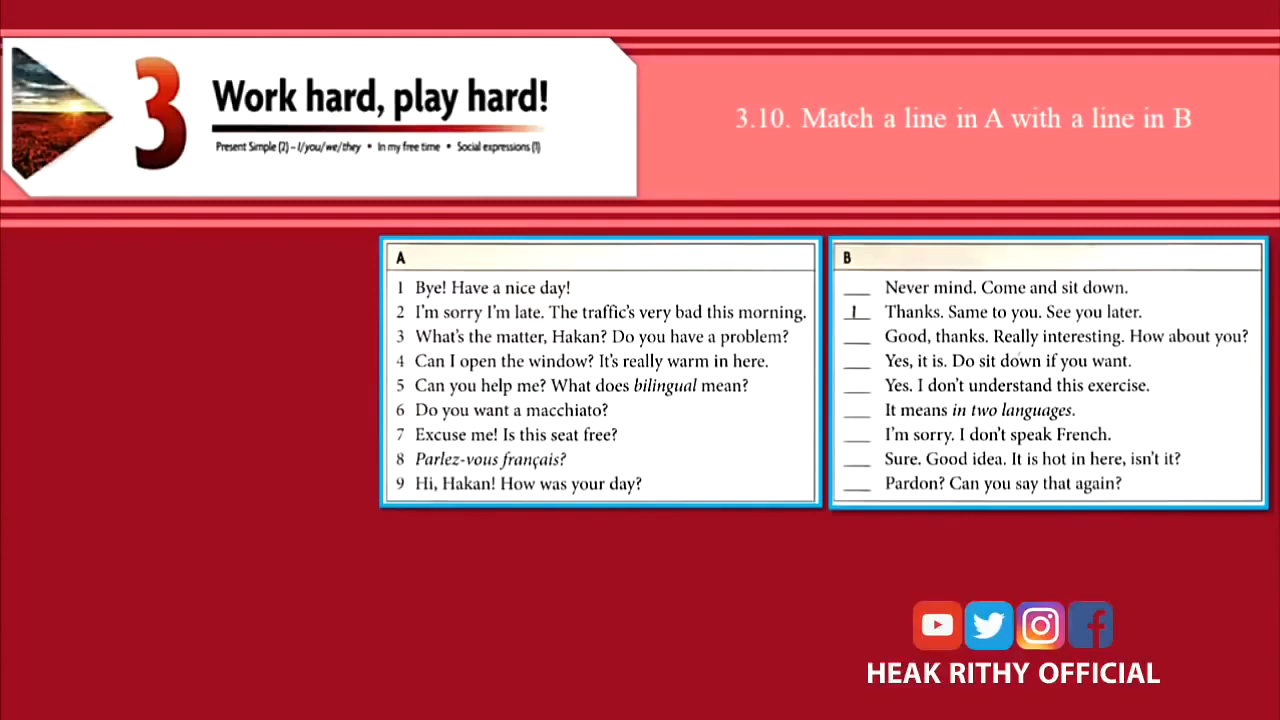 3
Work hard, play hard!
Present Simple (2) – I/you/we/they • In my free time • Social expressions (1)
3.10. Match a line in A with a line in B
A
1 Bye! Have a nice day!
2 I'm sorry I'm late. The traffic's very bad this morning.
3 What's the matter, Hakan? Do you have a problem?
4 Can I open the window? It's really warm in here.
5 Can you help me? What does bilingual mean?
6 Do you want a macchiato?
7 Excuse me! Is this seat free?
8 Parlez-vous français?
9 Hi, Hakan! How was your day?
B
___ Never mind. Come and sit down.
1 Thanks. Same to you. See you later.
___ Good, thanks. Really interesting. How about you?
___ Yes, it is. Do sit down if you want.
___ Yes. I don't understand this exercise.
___ It means in two languages.
___ I'm sorry. I don't speak French.
___ Sure. Good idea. It is hot in here, isn't it?
___ Pardon? Can you say that again?
HEAK RITHY OFFICIAL